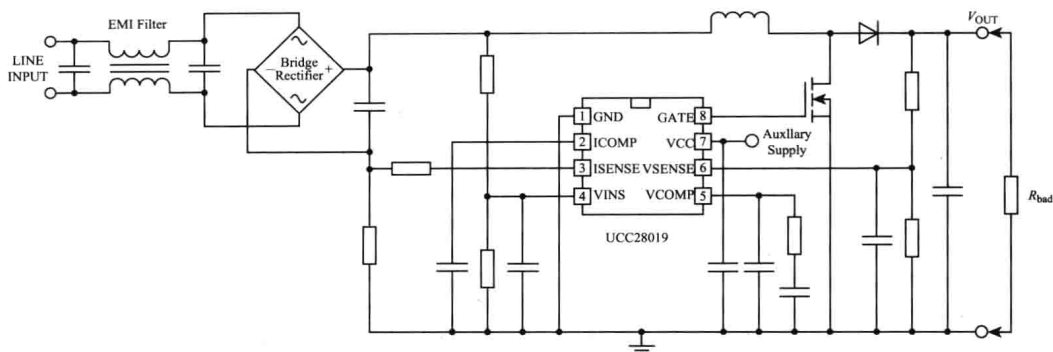 EMI Filter
LINE
INPUT
Bridge
Rectifier
−
+
V_OUT
1 GND
2 ICOMP
3 ISENSE
4 VINS
GATE 8
VCC 7
VSENSE 6
VCOMP 5
UCC28019
Auxllary
Supply
R_bad